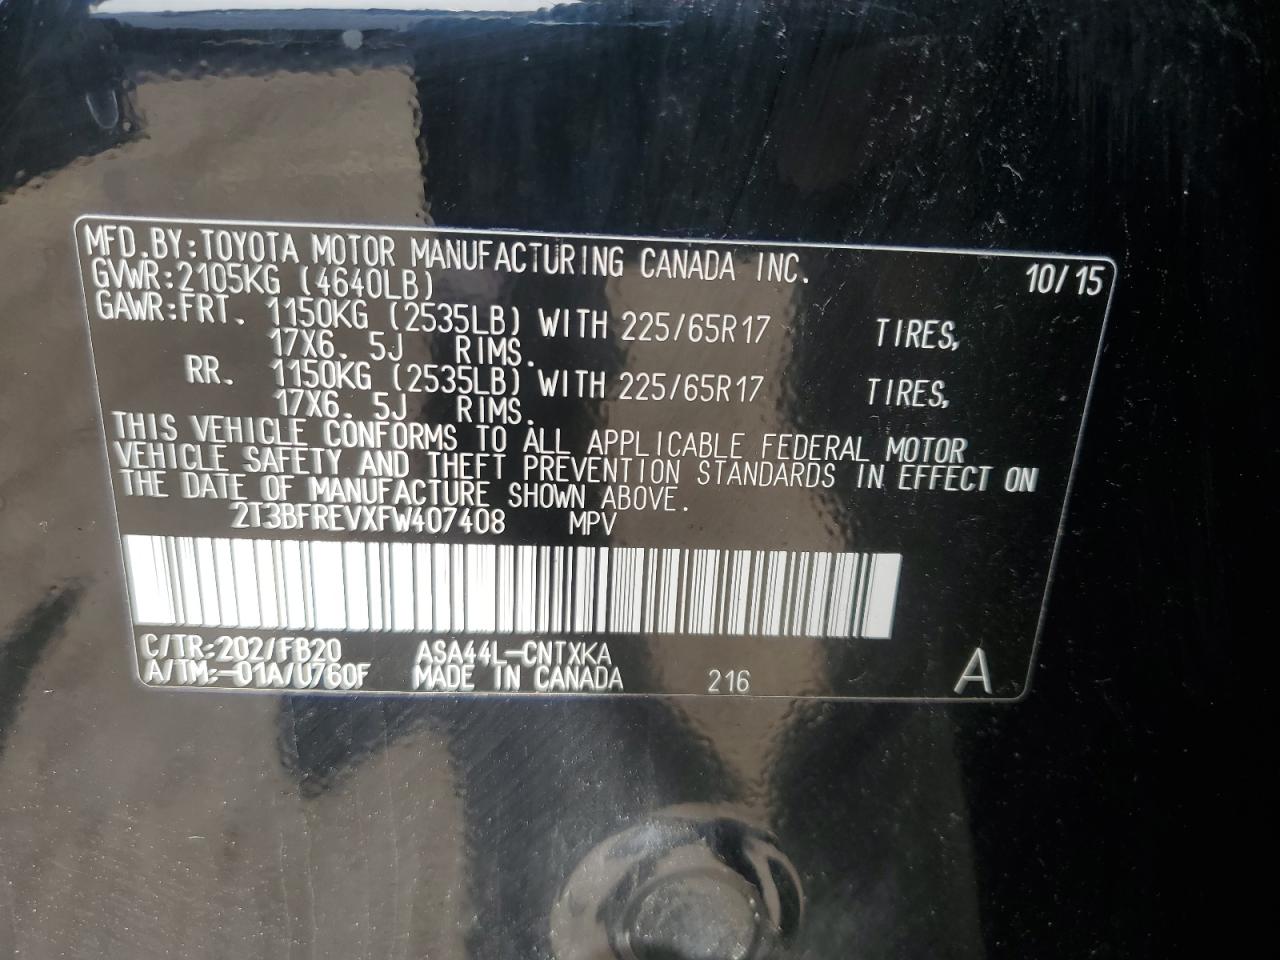 MFD.BY:TOYOTA MOTOR MANUFACTURING CANADA INC. 10/15
GVWR:2105KG (4640LB)
GAWR:FRT. 1150KG (2535LB) WITH 225/65R17 TIRES,
17X6. 5J RIMS.
RR. 1150KG (2535LB) WITH 225/65R17 TIRES,
17X6. 5J RIMS.
THIS VEHICLE CONFORMS TO ALL APPLICABLE FEDERAL MOTOR
VEHICLE SAFETY AND THEFT PREVENTION STANDARDS IN EFFECT ON
THE DATE OF MANUFACTURE SHOWN ABOVE.
2T3BFREVXFW407408 MPV
C/TR:202/FB20 ASA44L-CNTXKA
A/TM:-01A/U760F MADE IN CANADA 216 A